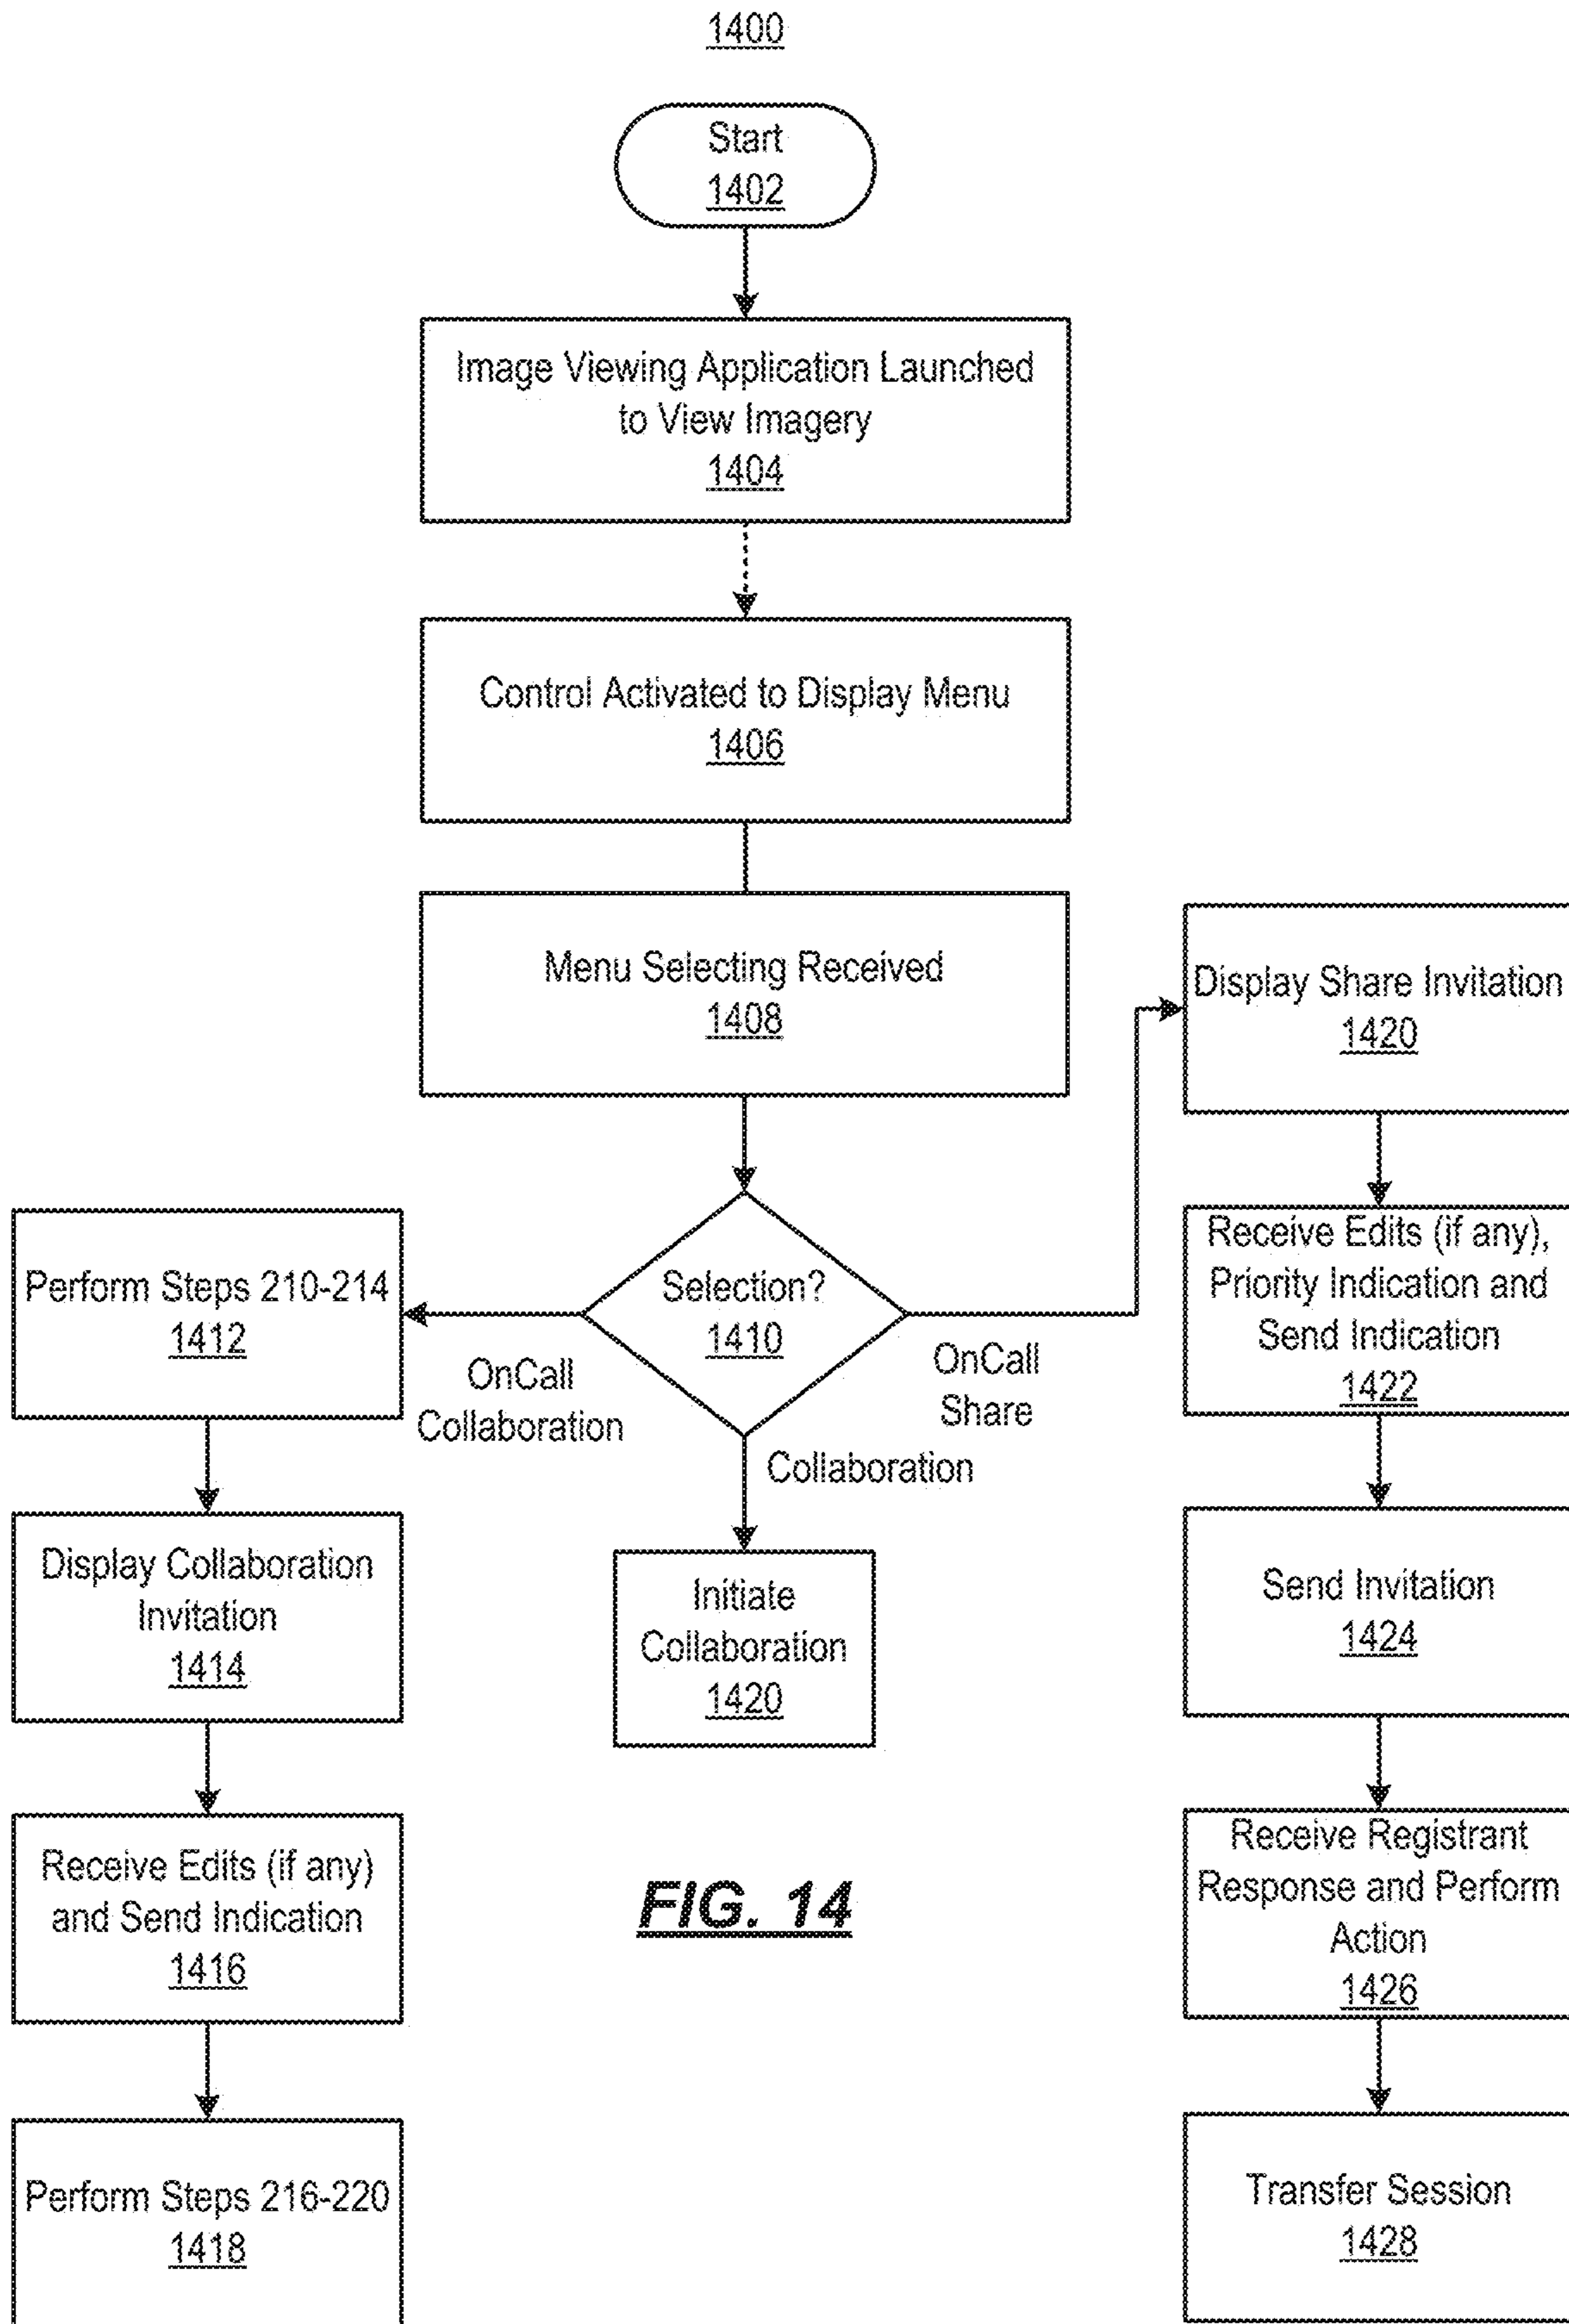 1400
Start
1402
Image Viewing Application Launched
to View Imagery
1404
Control Activated to Display Menu
1406
Menu Selecting Received
1408
Selection?
1410
OnCall
Collaboration
Collaboration
OnCall
Share
Perform Steps 210-214
1412
Display Collaboration
Invitation
1414
Receive Edits (if any)
and Send Indication
1416
Perform Steps 216-220
1418
Initiate
Collaboration
1420
Display Share Invitation
1420
Receive Edits (if any),
Priority Indication and
Send Indication
1422
Send Invitation
1424
Receive Registrant
Response and Perform
Action
1426
Transfer Session
1428
FIG. 14